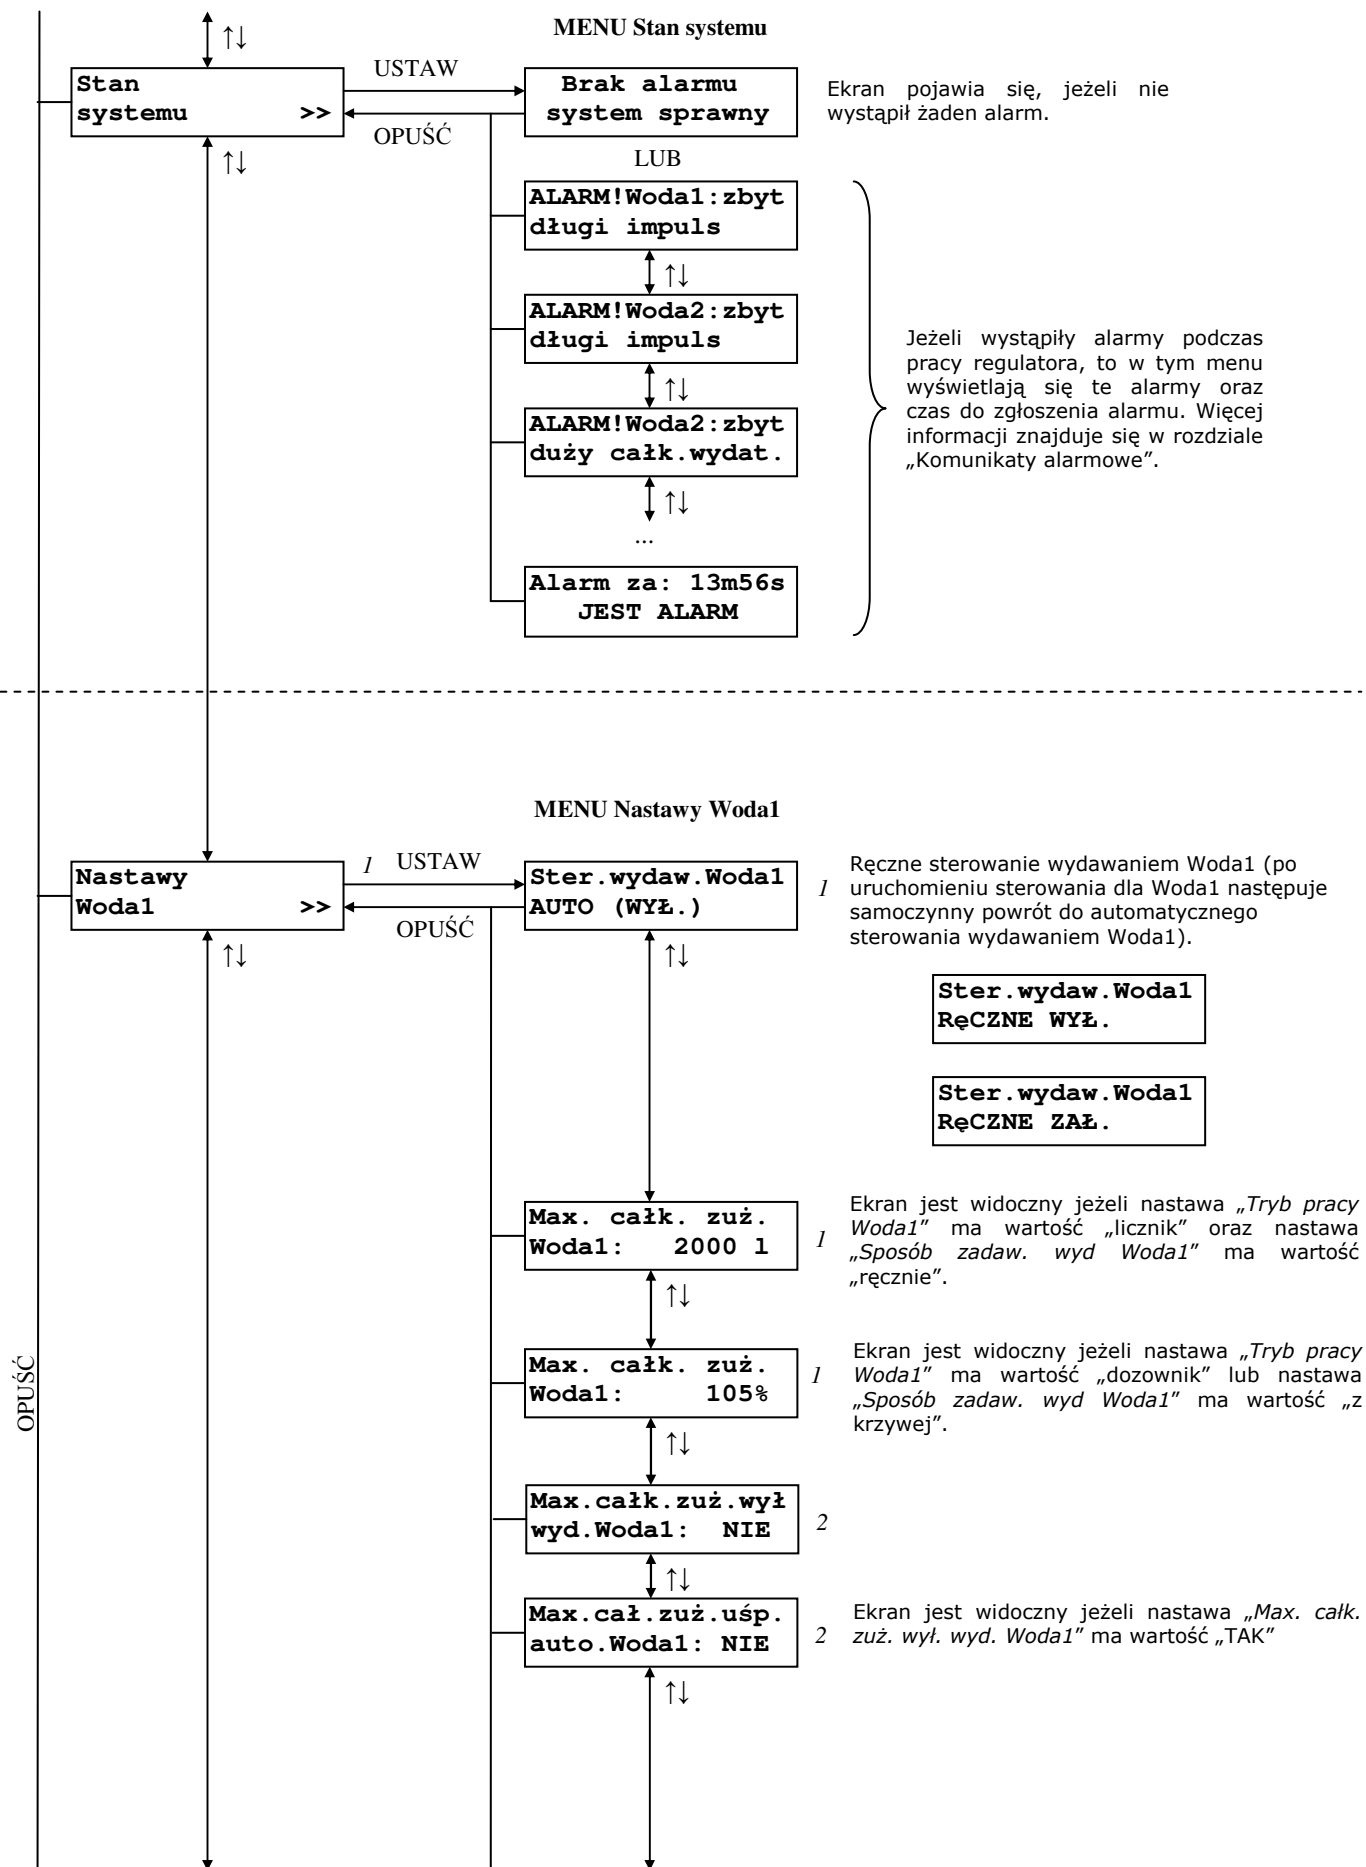 MENU Stan systemu
↑↓
Stan
systemu >>
USTAW
OPUŚĆ
Brak alarmu
system sprawny
Ekran pojawia się, jeżeli nie
wystąpił żaden alarm.
↑↓
LUB
ALARM!Woda1:zbyt
długi impuls
↑↓
ALARM!Woda2:zbyt
długi impuls
↑↓
ALARM!Woda2:zbyt
duży całk.wydat.
↑↓
...
Alarm za: 13m56s
JEST ALARM
Jeżeli wystąpiły alarmy podczas
pracy regulatora, to w tym menu
wyświetlają się te alarmy oraz
czas do zgłoszenia alarmu. Więcej
informacji znajduje się w rozdziale
„Komunikaty alarmowe”.
MENU Nastawy Woda1
Nastawy
Woda1 >>
1 USTAW
OPUŚĆ
↑↓
Ster.wydaw.Woda1
AUTO (WYŁ.)
1
Ręczne sterowanie wydawaniem Woda1 (po
uruchomieniu sterowania dla Woda1 następuje
samoczynny powrót do automatycznego
sterowania wydawaniem Woda1).
↑↓
Ster.wydaw.Woda1
RęCZNE WYŁ.
Ster.wydaw.Woda1
RęCZNE ZAŁ.
Max. całk. zuż.
Woda1: 2000 l
1
Ekran jest widoczny jeżeli nastawa „Tryb pracy
Woda1” ma wartość „licznik” oraz nastawa
„Sposób zadaw. wyd Woda1” ma wartość
„ręcznie”.
↑↓
Max. całk. zuż.
Woda1: 105%
1
Ekran jest widoczny jeżeli nastawa „Tryb pracy
Woda1” ma wartość „dozownik” lub nastawa
„Sposób zadaw. wyd Woda1” ma wartość „z
krzywej”.
↑↓
Max.całk.zuż.wył
wyd.Woda1: NIE
2
↑↓
Max.cał.zuż.uśp.
auto.Woda1: NIE
2
Ekran jest widoczny jeżeli nastawa „Max. całk.
zuż. wył. wyd. Woda1” ma wartość „TAK”
↑↓
OPUŚĆ